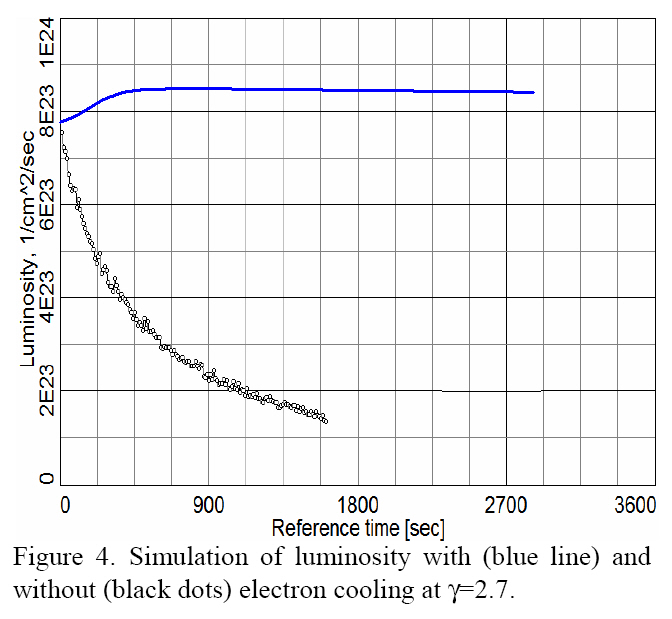 1E24
8E23
6E23
4E23
2E23
0
Luminosity, 1/cm^2/sec
0 900 1800 2700 3600
Reference time [sec]
Figure 4. Simulation of luminosity with (blue line) and
without (black dots) electron cooling at γ=2.7.